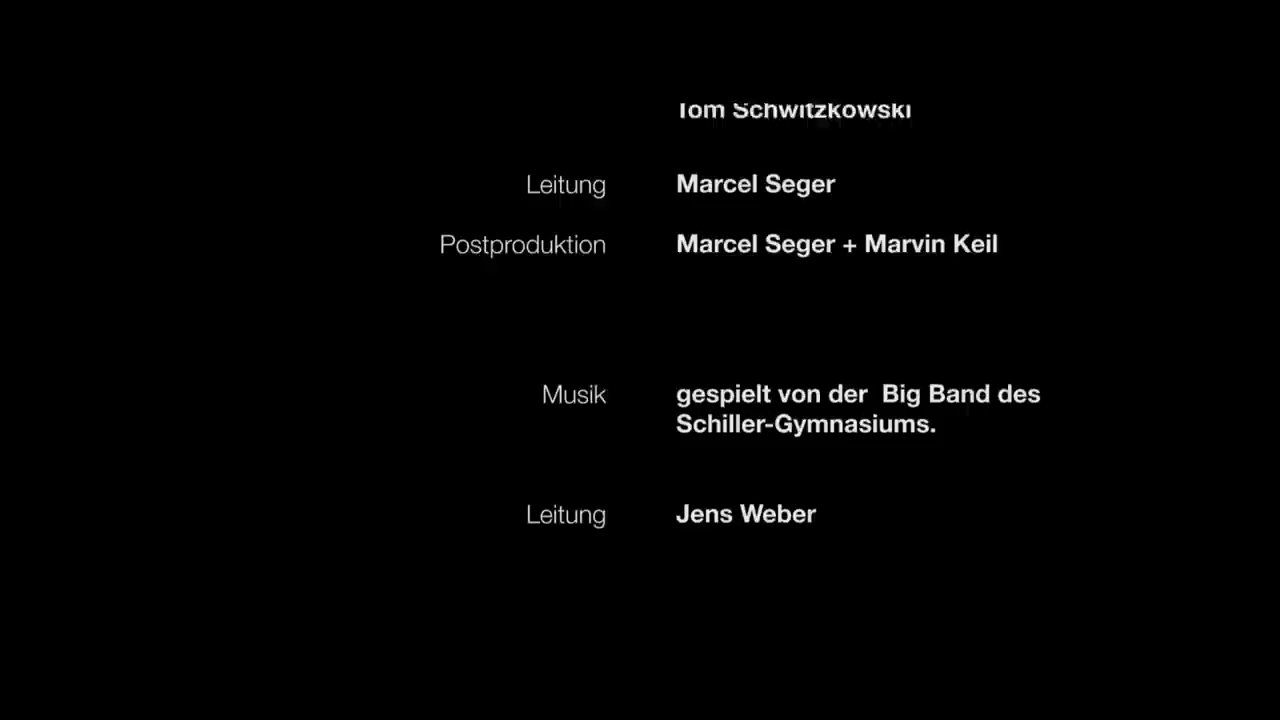 Tom Schwitzkowski
Leitung Marcel Seger
Postproduktion Marcel Seger + Marvin Keil
Musik gespielt von der Big Band des
Schiller-Gymnasiums.
Leitung Jens Weber